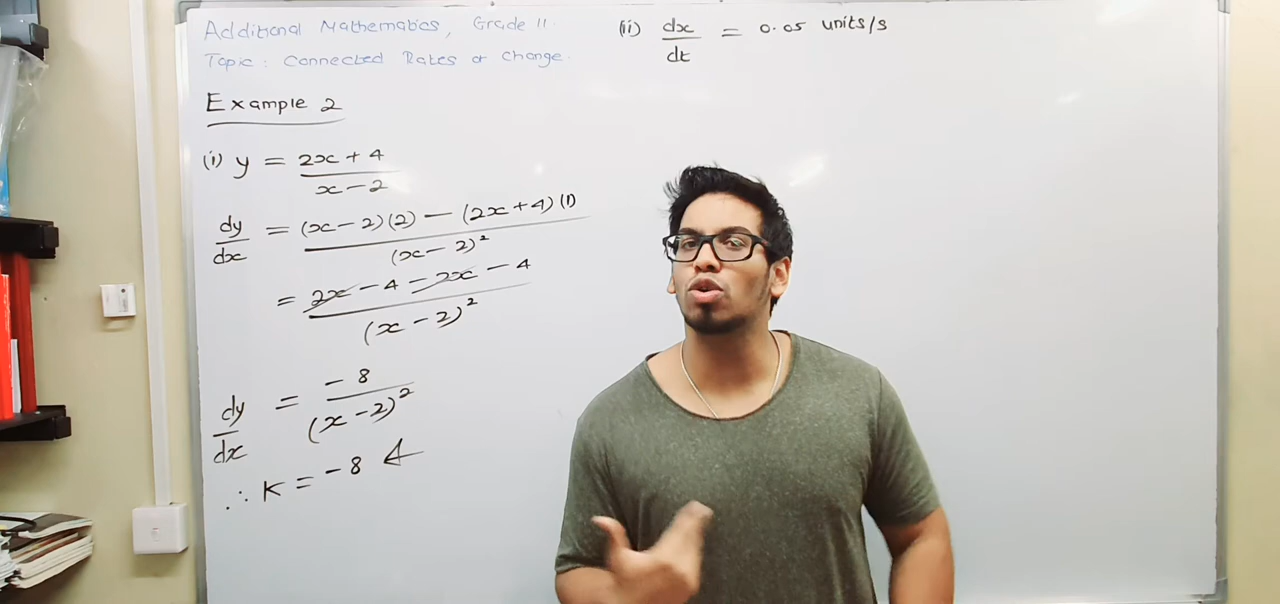 Additional Mathematics, Grade 11.
Topic: Connected Rates of Change.
Example 2
(i) y = 2x + 4 / x - 2
dy/dx = (x - 2)(2) - (2x + 4)(1) / (x - 2)²
= 2x - 4 - 2x - 4 / (x - 2)²
dy/dx = -8 / (x - 2)²
∴ K = -8
(ii) dx/dt = 0.05 units/s